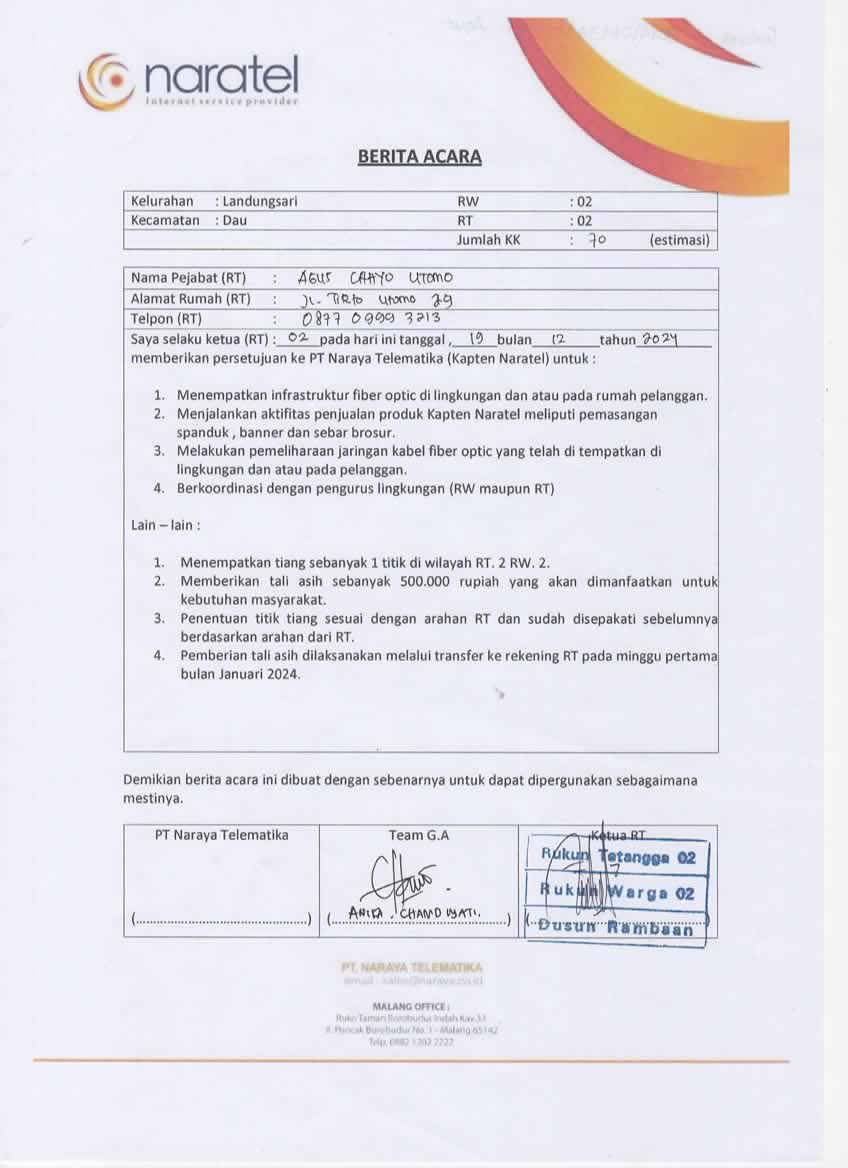 naratel
Internet service provider
BERITA ACARA
Kelurahan : Landungsari RW : 02
Kecamatan : Dau RT : 02
Jumlah KK : 70 (estimasi)
Nama Pejabat (RT) : AGUS CAHYO UTOMO
Alamat Rumah (RT) : JL. TIRTO UTOMO 29
Telpon (RT) : 0877 0999 3213
Saya selaku ketua (RT) : 02 pada hari ini tanggal , 19 bulan 12 tahun 2024
memberikan persetujuan ke PT Naraya Telematika (Kapten Naratel) untuk :
1. Menempatkan infrastruktur fiber optic di lingkungan dan atau pada rumah pelanggan.
2. Menjalankan aktifitas penjualan produk Kapten Naratel meliputi pemasangan
spanduk , banner dan sebar brosur.
3. Melakukan pemeliharaan jaringan kabel fiber optic yang telah di tempatkan di
lingkungan dan atau pada pelanggan.
4. Berkoordinasi dengan pengurus lingkungan (RW maupun RT)
Lain – lain :
1. Menempatkan tiang sebanyak 1 titik di wilayah RT. 2 RW. 2.
2. Memberikan tali asih sebanyak 500.000 rupiah yang akan dimanfaatkan untuk
kebutuhan masyarakat.
3. Penentuan titik tiang sesuai dengan arahan RT dan sudah disepakati sebelumnya
berdasarkan arahan dari RT.
4. Pemberian tali asih dilaksanakan melalui transfer ke rekening RT pada minggu pertama
bulan Januari 2024.
Demikian berita acara ini dibuat dengan sebenarnya untuk dapat dipergunakan sebagaimana
mestinya.
PT Naraya Telematika Team G.A Ketua RT
Rukun Tetangga 02
Rukun Warga 02
Dusun Rambaan
(..............................................) (..............................................)
PT. NARAYA TELEMATIKA
email : sales@naraya.co.id
MALANG OFFICE :
Ruko Taman Borobudur Indah Kav.33
Jl. Puncak Borobudur No. 1 - Malang 65142
Telp. 0882 1202 2222